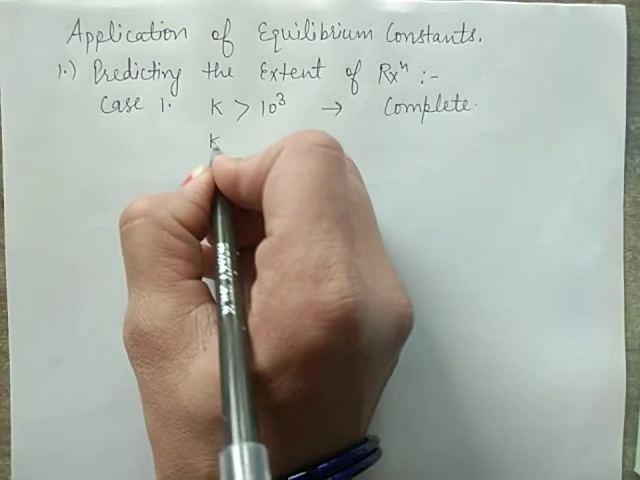 Application of Equilibrium Constants.
1.) Predicting the Extent of Rxⁿ :-
Case 1. K > 10³ → Complete.
K